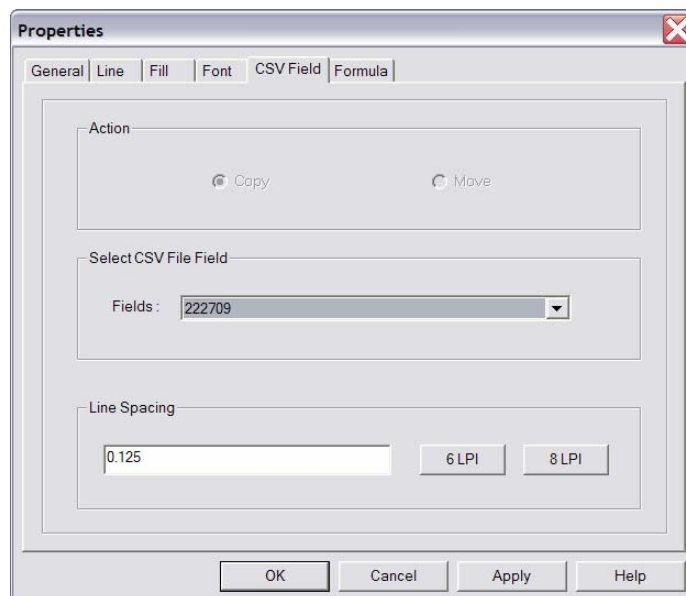 Properties
General Line Fill Font CSV Field Formula
Action
Copy Move
Select CSV File Field
Fields : 222709
Line Spacing
0.125 6 LPI 8 LPI
OK Cancel Apply Help